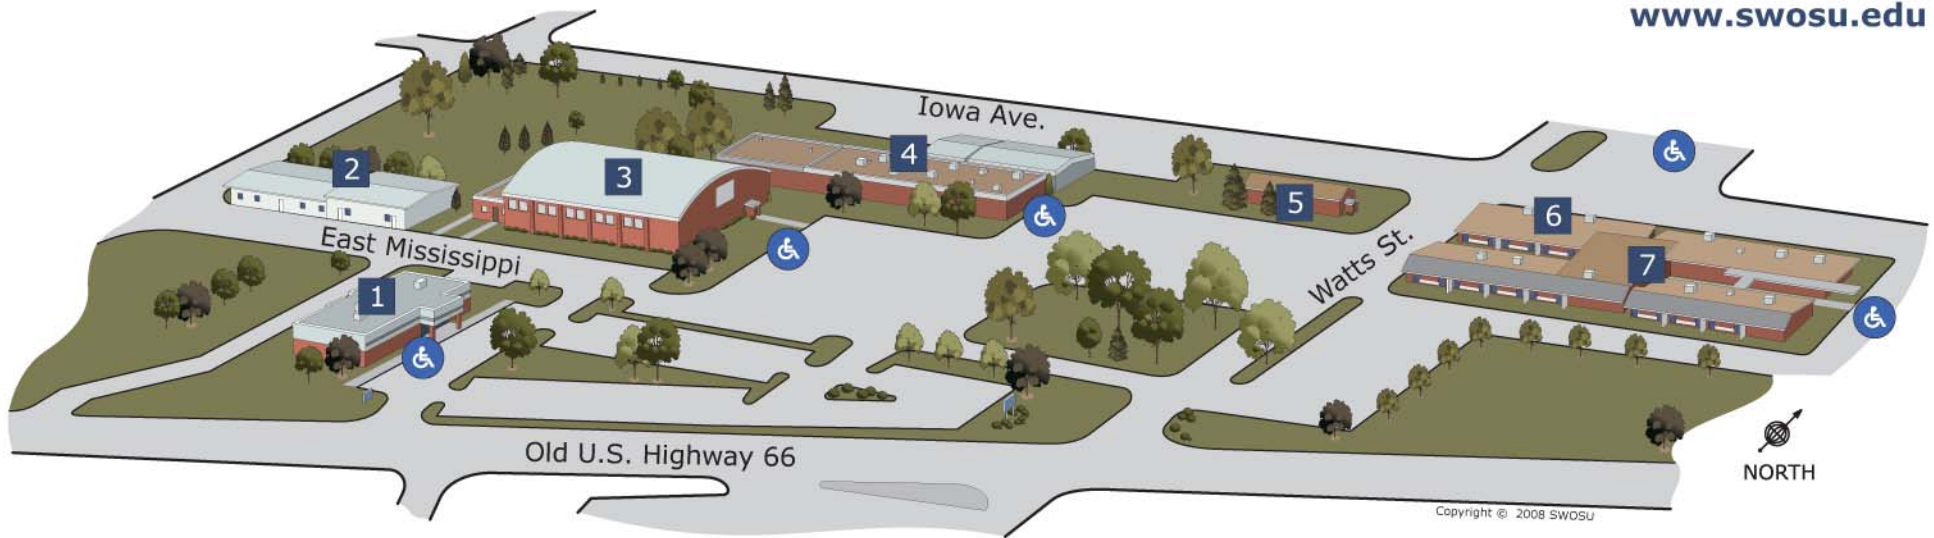 www.swosu.edu
Iowa Ave.
4
2
3
5
6
East Mississippi
Watts St.
7
1
Old U.S. Highway 66
NORTH
Copyright © 2008 SWOSU